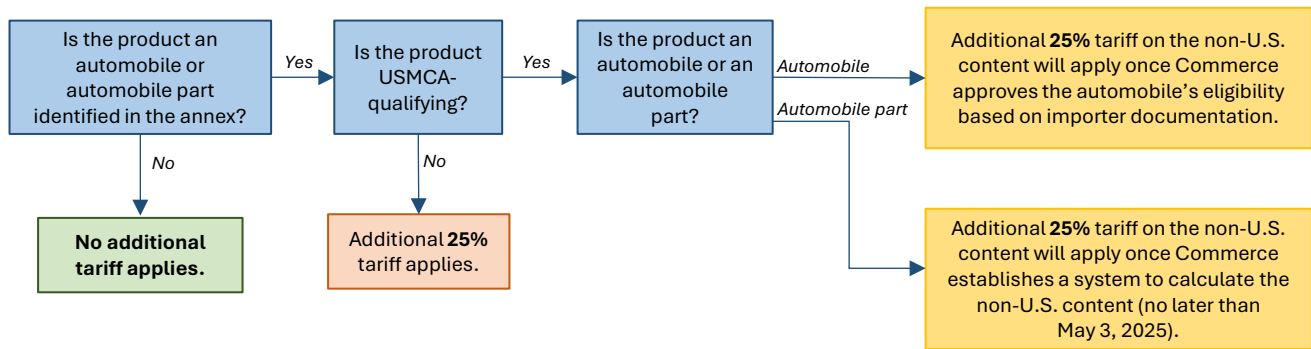 Is the product an
automobile or
automobile part
identified in the annex?
Yes
Is the product
USMCA-
qualifying?
Yes
Is the product an
automobile or an
automobile
part?
Automobile
Automobile part
Additional 25% tariff on the non-U.S.
content will apply once Commerce
approves the automobile's eligibility
based on importer documentation.
No
No
No additional
tariff applies.
Additional 25%
tariff applies.
Additional 25% tariff on the non-U.S.
content will apply once Commerce
establishes a system to calculate the
non-U.S. content (no later than
May 3, 2025).